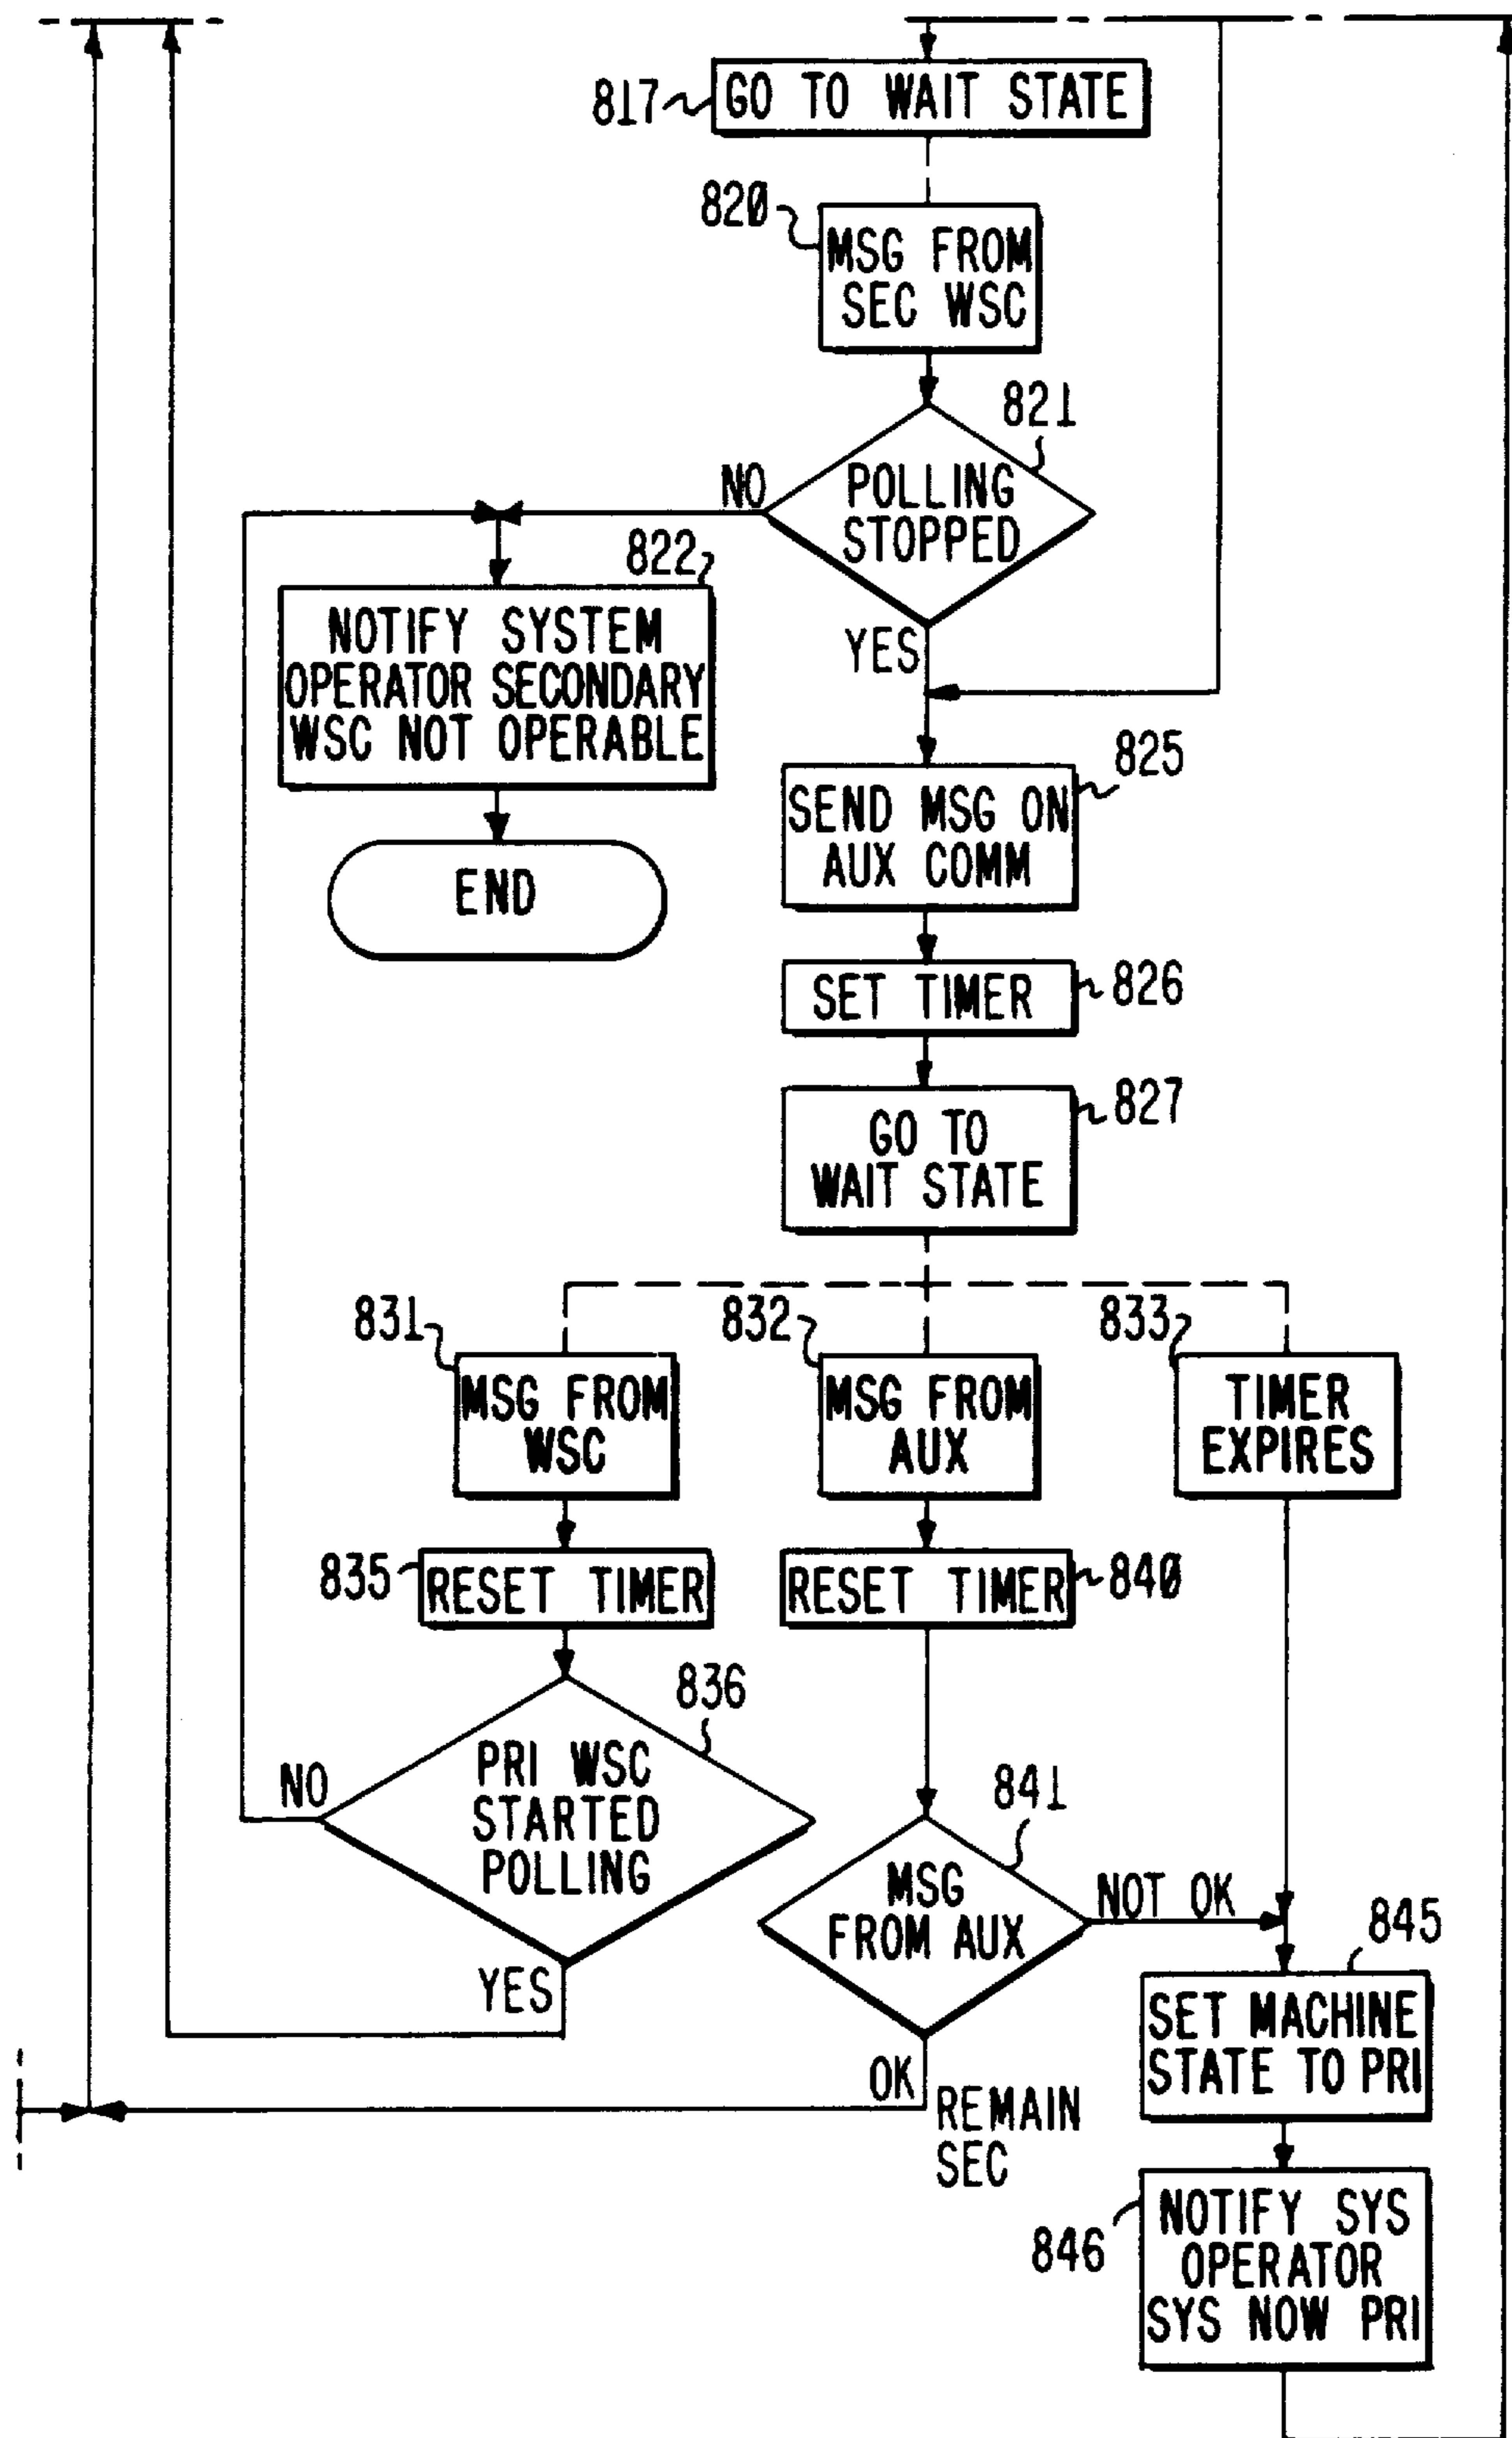 817
GO TO WAIT STATE
820
MSG FROM
SEC WSC
821
POLLING
STOPPED
NO
YES
822
NOTIFY SYSTEM
OPERATOR SECONDARY
WSC NOT OPERABLE
END
825
SEND MSG ON
AUX COMM
826
SET TIMER
827
GO TO
WAIT STATE
831
MSG FROM
WSC
832
MSG FROM
AUX
833
TIMER
EXPIRES
835
RESET TIMER
840
RESET TIMER
836
PRI WSC
STARTED
POLLING
NO
YES
841
MSG
FROM AUX
NOT OK
OK
REMAIN
SEC
845
SET MACHINE
STATE TO PRI
846
NOTIFY SYS
OPERATOR
SYS NOW PRI